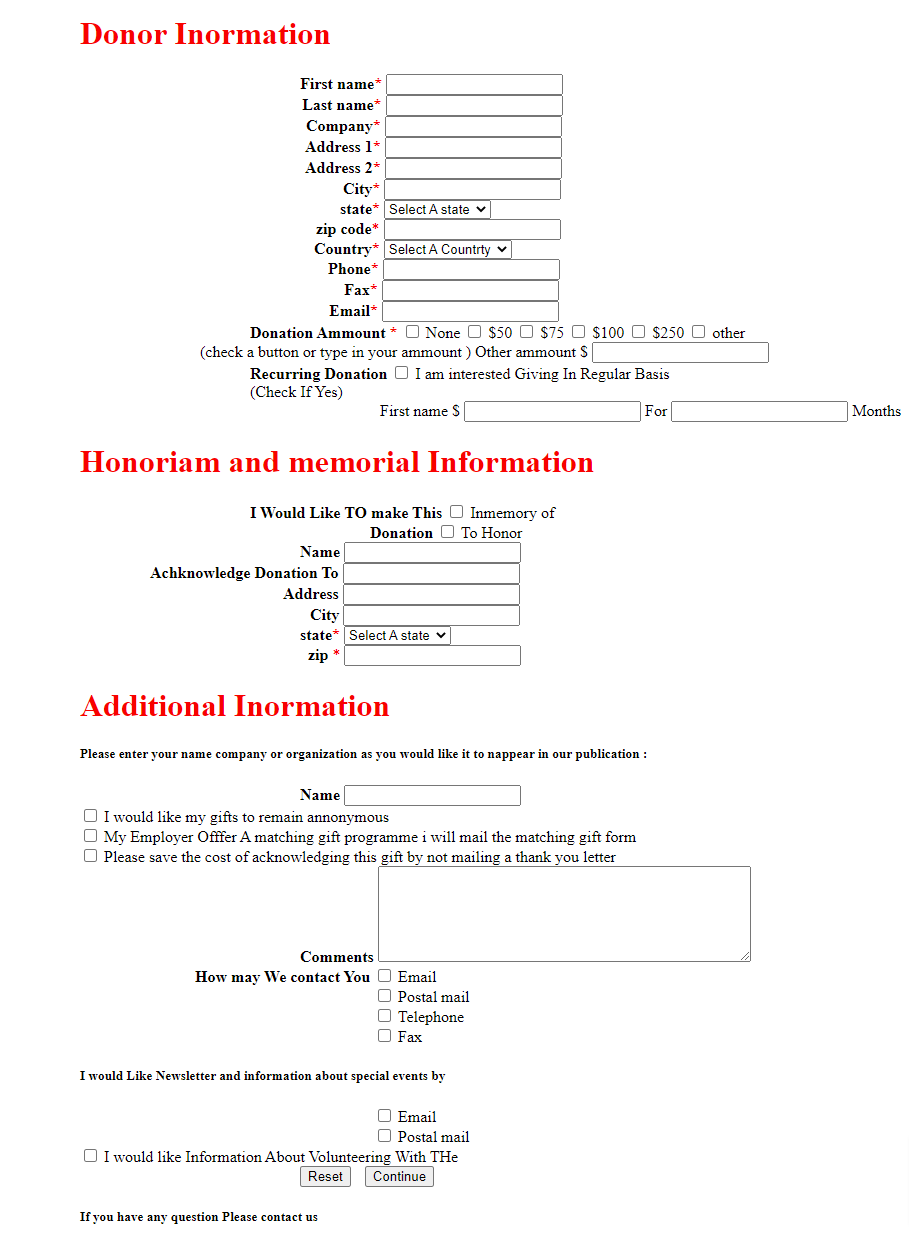 Donor Inormation
First name*
Last name*
Company*
Address 1*
Address 2*
City*
state* Select A state
zip code*
Country* Select A Countrty
Phone*
Fax*
Email*
Donation Ammount * None $50 $75 $100 $250 other
(check a button or type in your ammount ) Other ammount $
Recurring Donation I am interested Giving In Regular Basis
(Check If Yes)
First name $ For Months
Honoriam and memorial Information
I Would Like TO make This Inmemory of
Donation To Honor
Name
Achknowledge Donation To
Address
City
state* Select A state
zip *
Additional Inormation
Please enter your name company or organization as you would like it to nappear in our publication :
Name
I would like my gifts to remain annonymous
My Employer Offfer A matching gift programme i will mail the matching gift form
Please save the cost of acknowledging this gift by not mailing a thank you letter
Comments
How may We contact You Email
Postal mail
Telephone
Fax
I would Like Newsletter and information about special events by
Email
Postal mail
I would like Information About Volunteering With THe
Reset Continue
If you have any question Please contact us